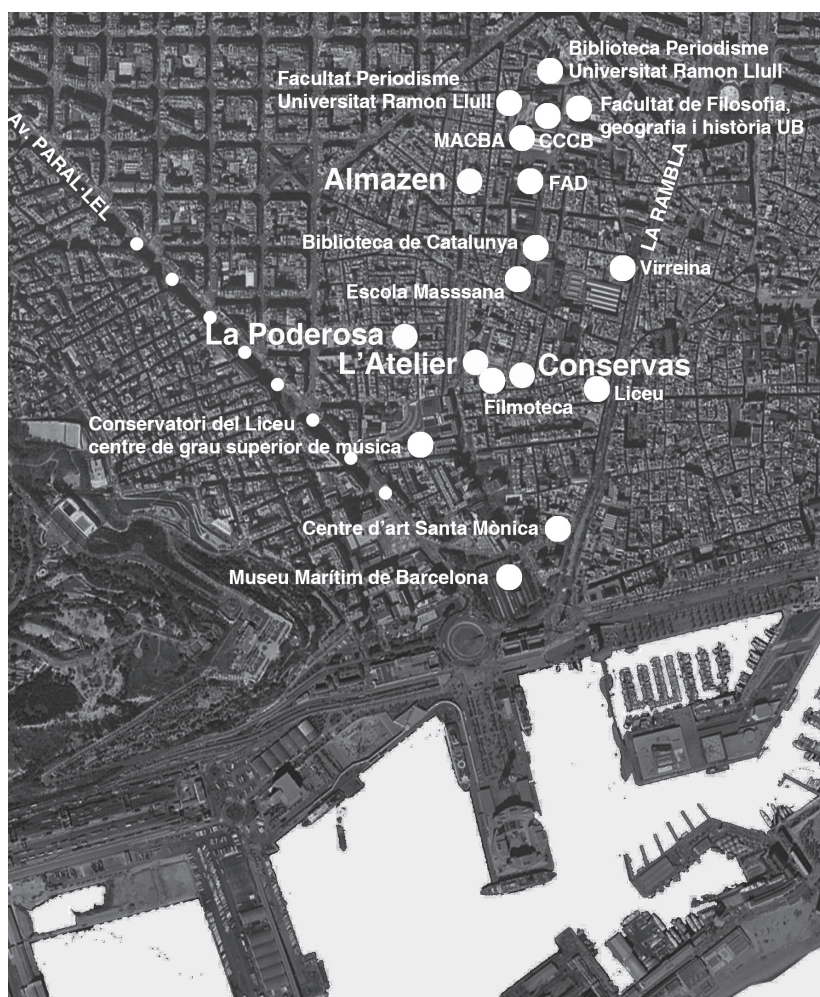 Biblioteca Periodisme
Universitat Ramon Llull
Facultat Periodisme
Universitat Ramon Llull
Facultat de Filosofia,
geografia i història UB
MACBA
CCCB
Av. PARAL·LEL
LA RAMBLA
Almazen
FAD
Biblioteca de Catalunya
Virreina
Escola Masssana
La Poderosa
L'Atelier
Conservas
Liceu
Filmoteca
Conservatori del Liceu
centre de grau superior de música
Centre d'art Santa Mònica
Museu Marítim de Barcelona